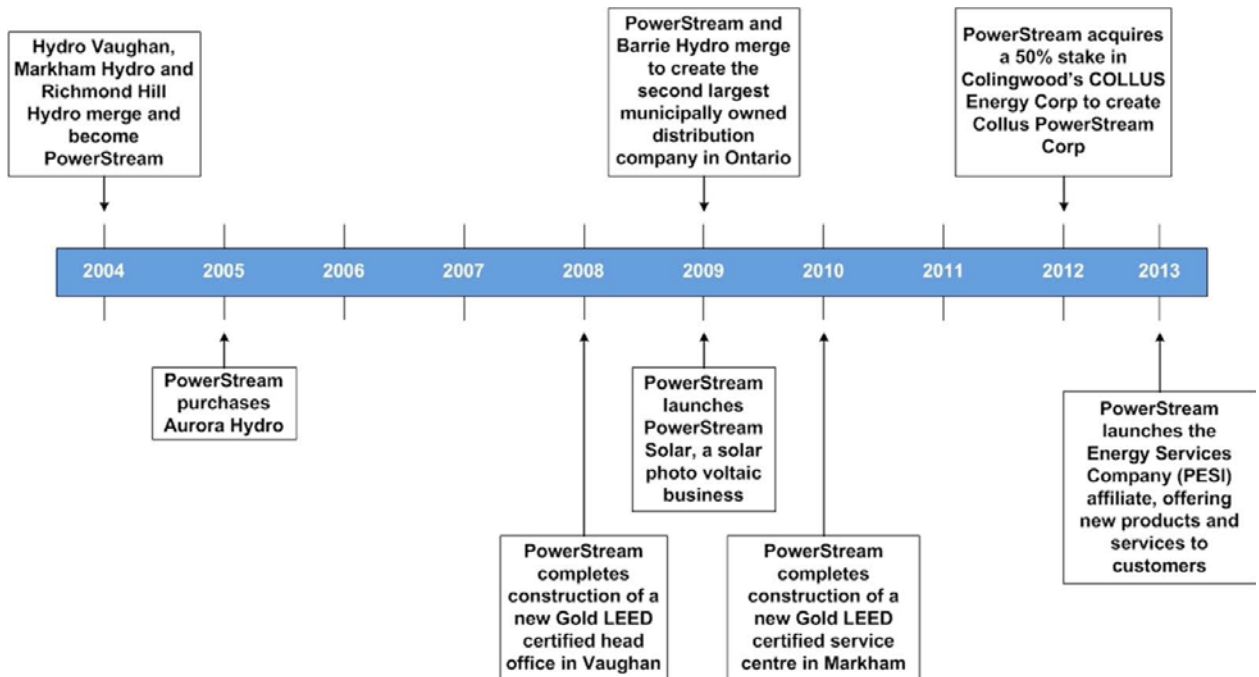 Hydro Vaughan,
Markham Hydro and
Richmond Hill
Hydro merge and
become
PowerStream
PowerStream and
Barrie Hydro merge
to create the
second largest
municipally owned
distribution
company in Ontario
PowerStream acquires
a 50% stake in
Colingwood's COLLUS
Energy Corp to create
Collus PowerStream
Corp
2004 2005 2006 2007 2008 2009 2010 2011 2012 2013
PowerStream
purchases
Aurora Hydro
PowerStream
completes
construction of a
new Gold LEED
certified head
office in Vaughan
PowerStream
launches
PowerStream
Solar, a solar
photo voltaic
business
PowerStream
completes
construction of a
new Gold LEED
certified service
centre in Markham
PowerStream
launches the
Energy Services
Company (PESI)
affiliate, offering
new products and
services to
customers